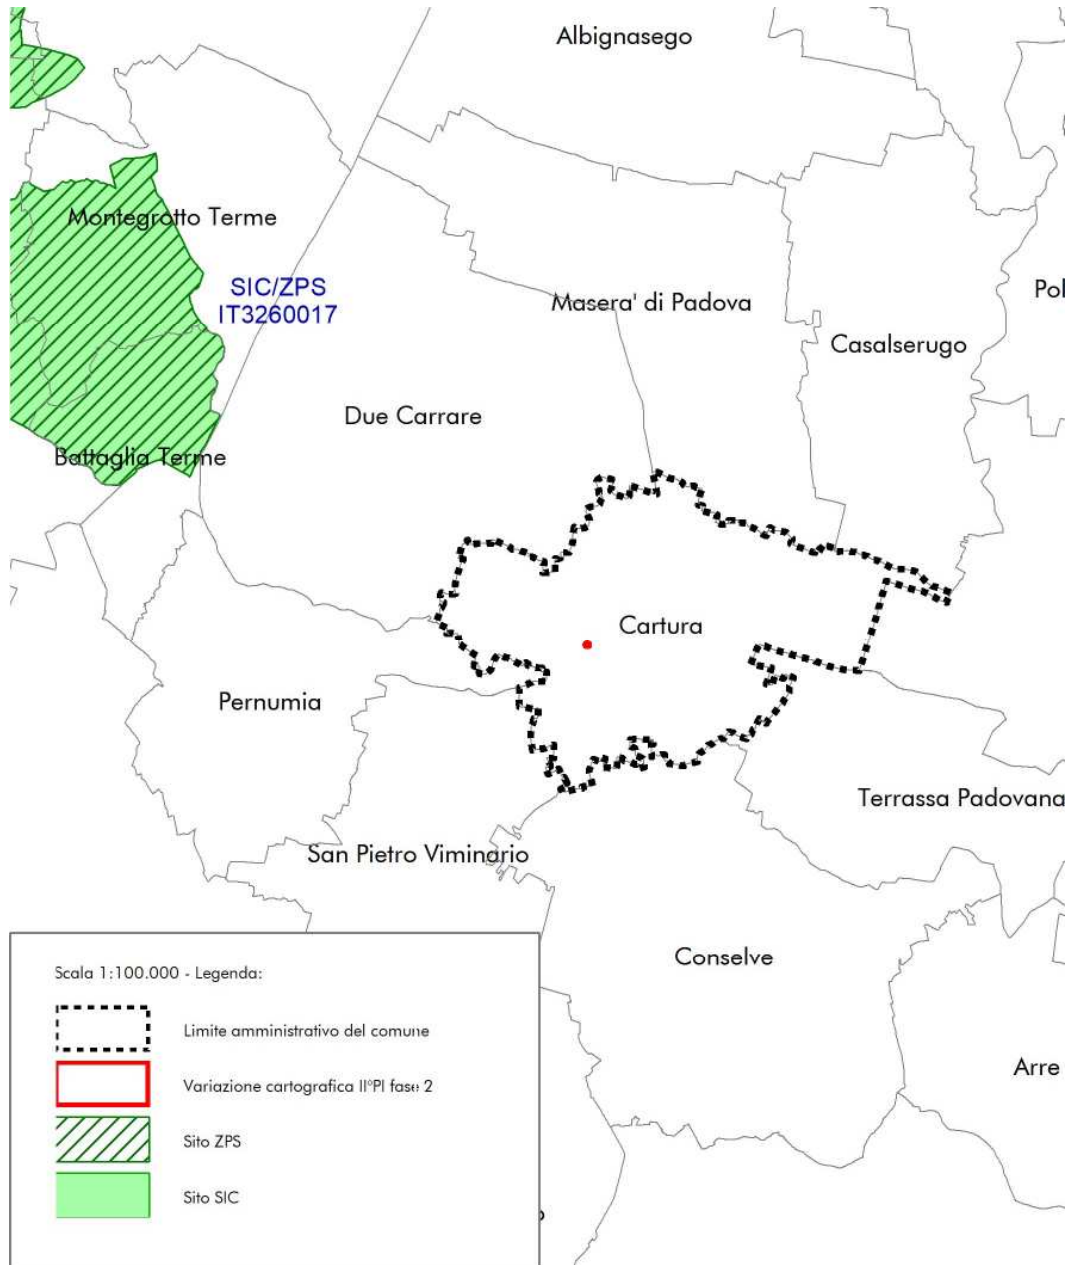 Albignasego
Montegrotto Terme
SIC/ZPS
IT3260017
Masera' di Padova
Pol
Casalserugo
Due Carrare
Battaglia Terme
Cartura
Pernumia
Terrassa Padovana
San Pietro Viminario
Conselve
Arre
Scala 1:100.000 - Legenda:
Limite amministrativo del comune
Variazione cartografica II°PI fase 2
Sito ZPS
Sito SIC